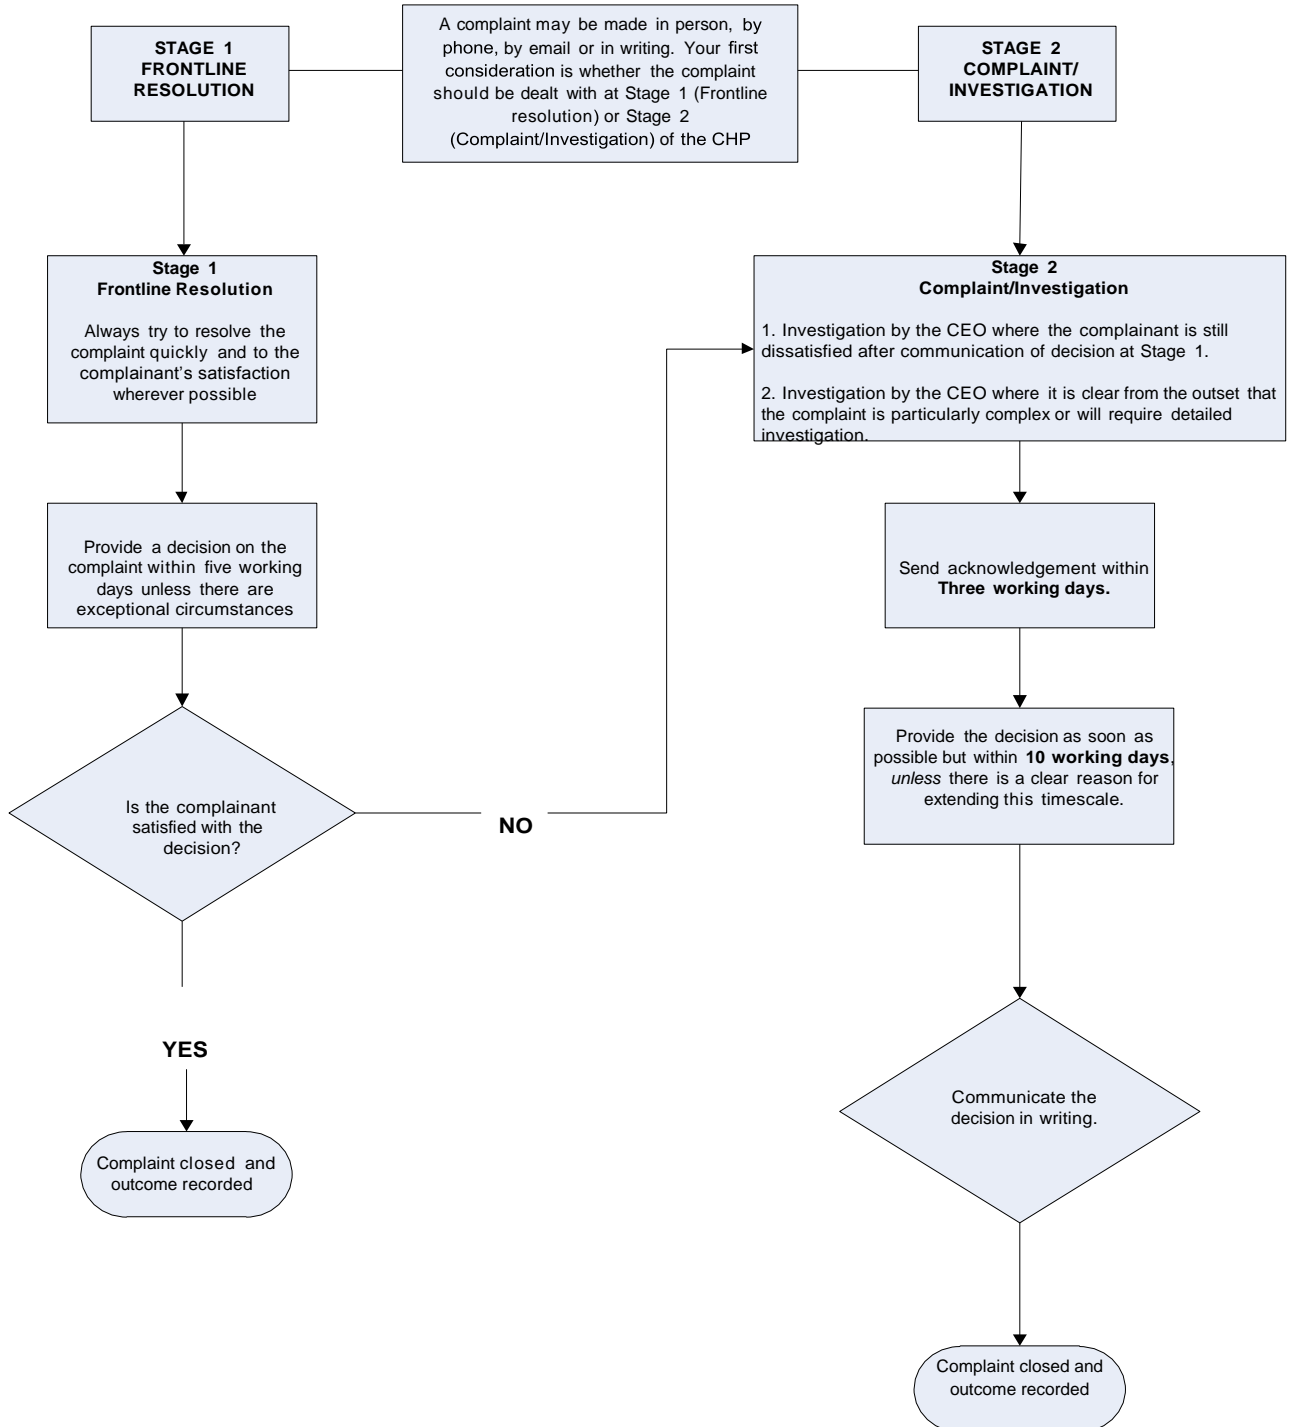 STAGE 1
FRONTLINE
RESOLUTION
A complaint may be made in person, by
phone, by email or in writing. Your first
consideration is whether the complaint
should be dealt with at Stage 1 (Frontline
resolution) or Stage 2
(Complaint/Investigation) of the CHP
STAGE 2
COMPLAINT/
INVESTIGATION
Stage 1
Frontline Resolution
Always try to resolve the
complaint quickly and to the
complainant's satisfaction
wherever possible
Stage 2
Complaint/Investigation
1. Investigation by the CEO where the complainant is still
dissatisfied after communication of decision at Stage 1.
2. Investigation by the CEO where it is clear from the outset that
the complaint is particularly complex or will require detailed
investigation.
Provide a decision on the
complaint within five working
days unless there are
exceptional circumstances
Send acknowledgement within
Three working days.
Is the complainant
satisfied with the
decision?
NO
Provide the decision as soon as
possible but within 10 working days,
unless there is a clear reason for
extending this timescale.
YES
Complaint closed and
outcome recorded
Communicate the
decision in writing.
Complaint closed and
outcome recorded